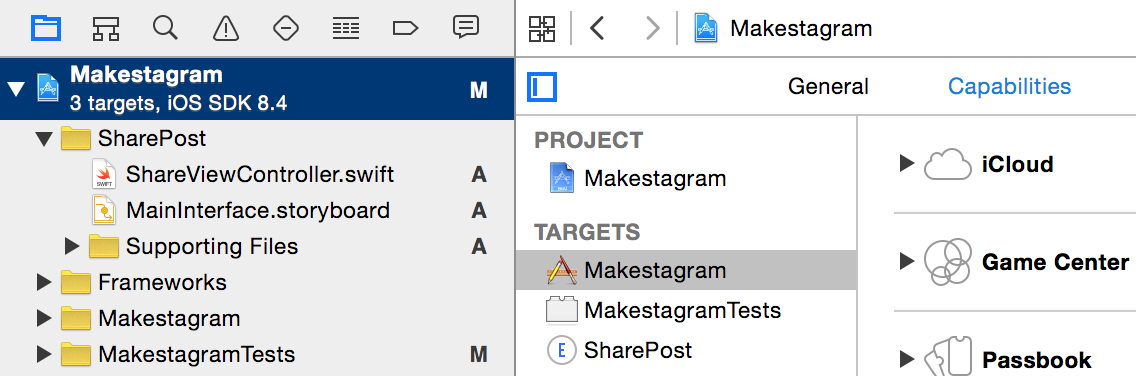 Makestagram
3 targets, iOS SDK 8.4
M
SharePost
ShareViewController.swift
A
MainInterface.storyboard
A
Supporting Files
A
Frameworks
Makestagram
MakestagramTests
M
Makestagram
General
Capabilities
PROJECT
Makestagram
TARGETS
Makestagram
MakestagramTests
E
SharePost
iCloud
Game Center
Passbook